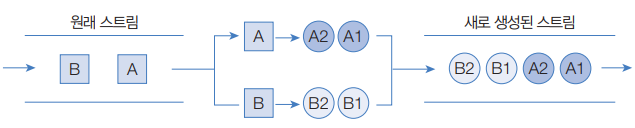 원래 스트림
새로 생성된 스트림
B A
A A2 A1
B B2 B1
B2 B1 A2 A1